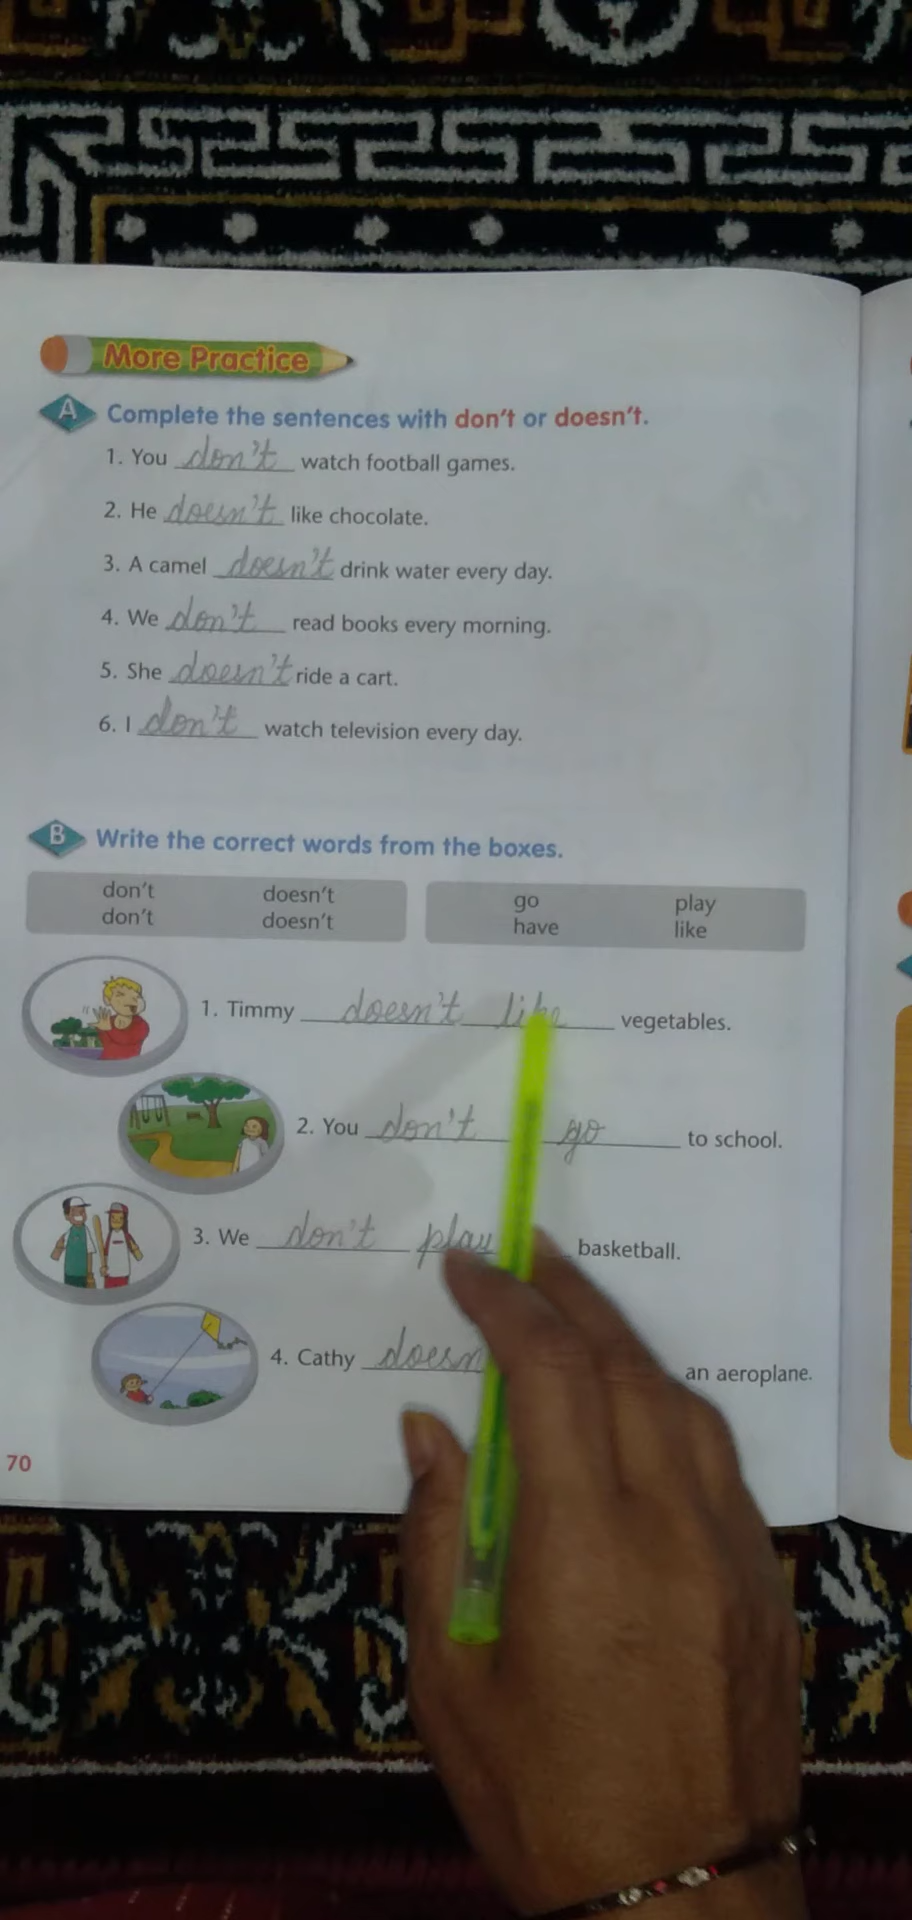 More Practice
A Complete the sentences with don't or doesn't.
1. You don't watch football games.
2. He doesn't like chocolate.
3. A camel doesn't drink water every day.
4. We don't read books every morning.
5. She doesn't ride a cart.
6. I don't watch television every day.
B Write the correct words from the boxes.
don't doesn't go play
don't doesn't have like
1. Timmy doesn't like vegetables.
2. You don't go to school.
3. We don't play basketball.
4. Cathy doesn an aeroplane.
70